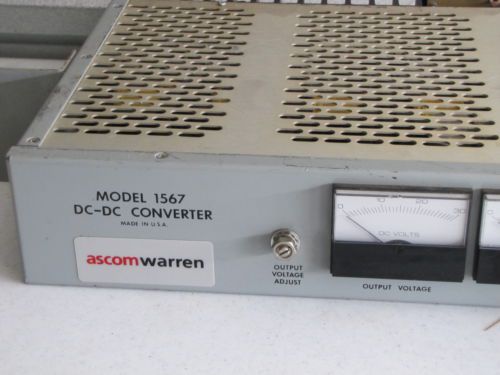 MODEL 1567
DC-DC CONVERTER
MADE IN U.S.A.
ascomwarren
OUTPUT
VOLTAGE
ADJUST
0 10 20 30
DC VOLTS
OUTPUT VOLTAGE
0